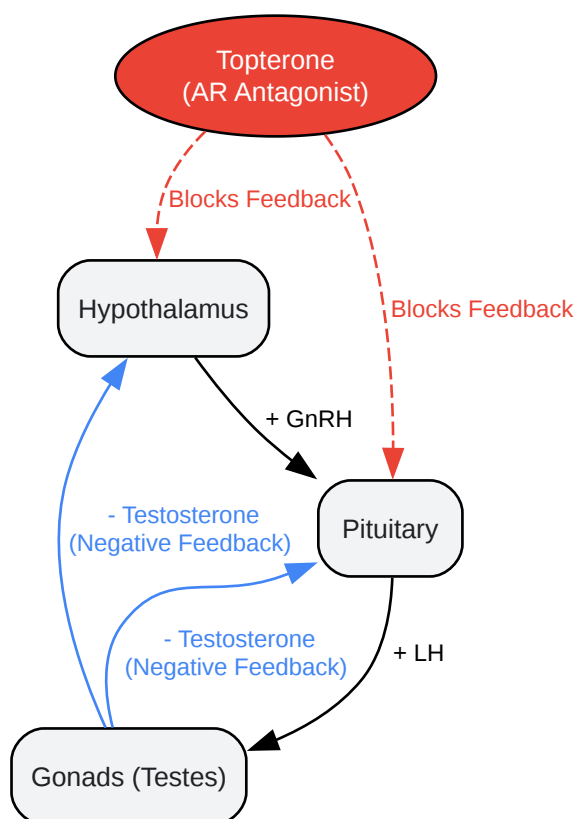 Topterone
(AR Antagonist)
Blocks Feedback
Hypothalamus
Blocks Feedback
+ GnRH
- Testosterone
(Negative Feedback)
Pituitary
- Testosterone
(Negative Feedback)
+ LH
Gonads (Testes)